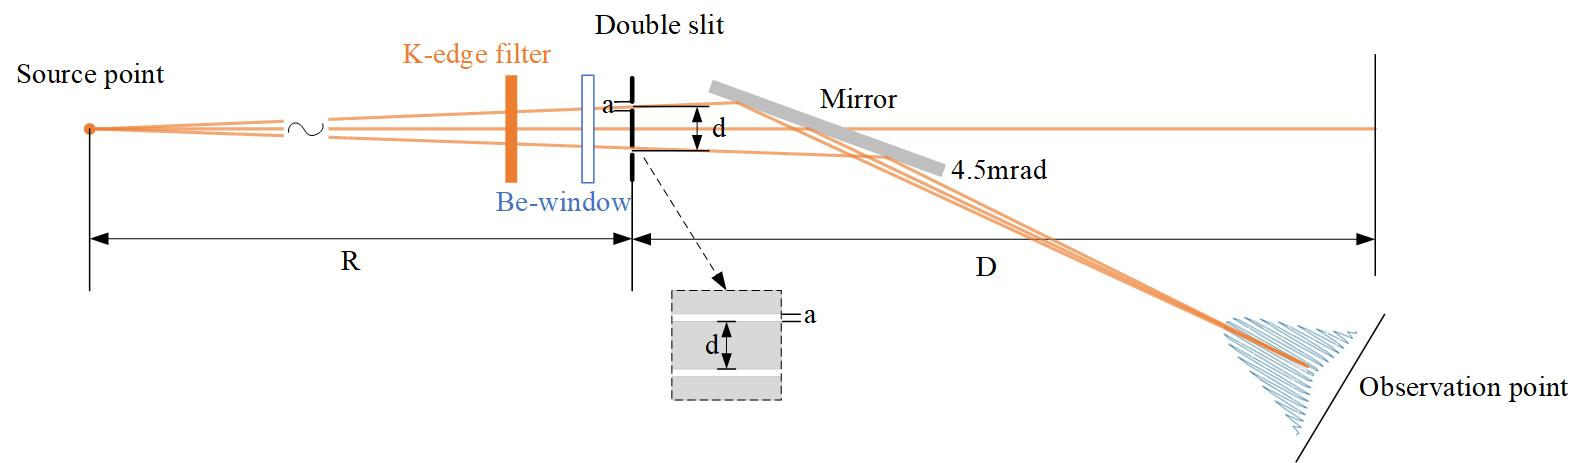 Double slit
K-edge filter
Source point
a
Mirror
d
4.5mrad
Be-window
R
D
a
d
Observation point